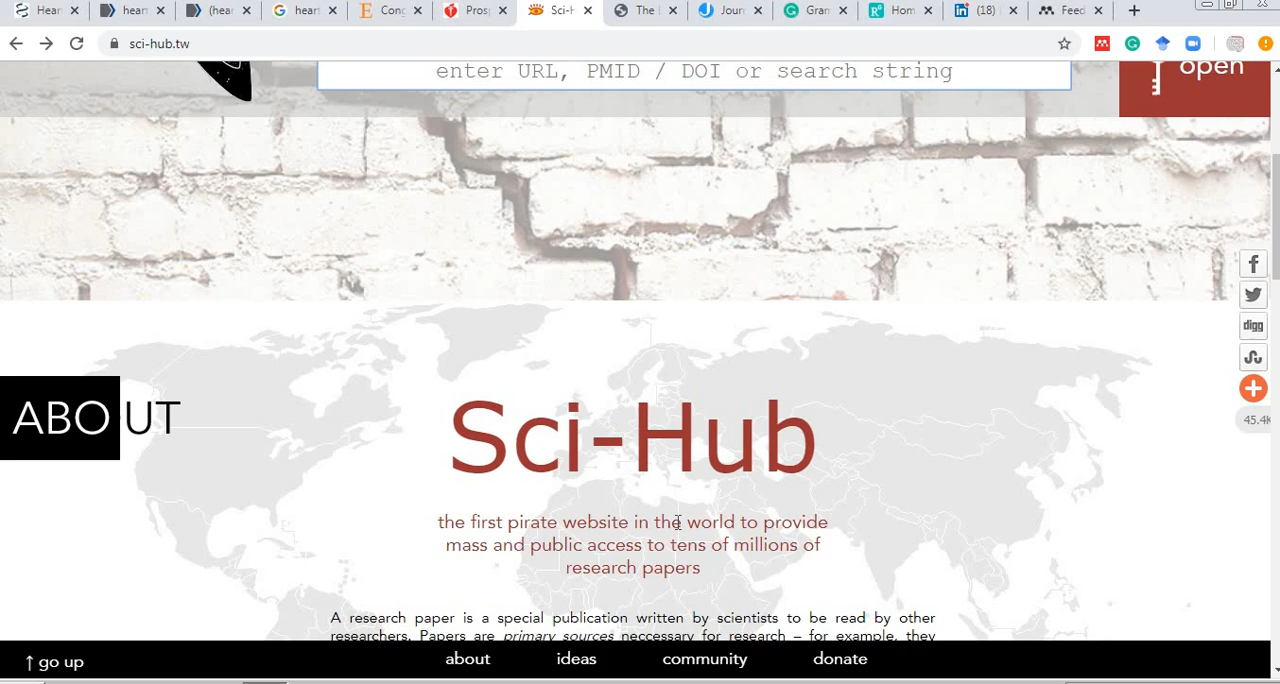 Hear
heart
(hea
heart
Con
Pros
Sci-H
The l
Jour
Gran
Hom
(18)
Feed
sci-hub.tw
enter URL, PMID / DOI or search string
open
ABOUT
Sci-Hub
the first pirate website in the world to provide
mass and public access to tens of millions of
research papers
A research paper is a special publication written by scientists to be read by other
researchers. Papers are primary sources neccessary for research – for example, they
digg
45.4K
↑ go up
about
ideas
community
donate